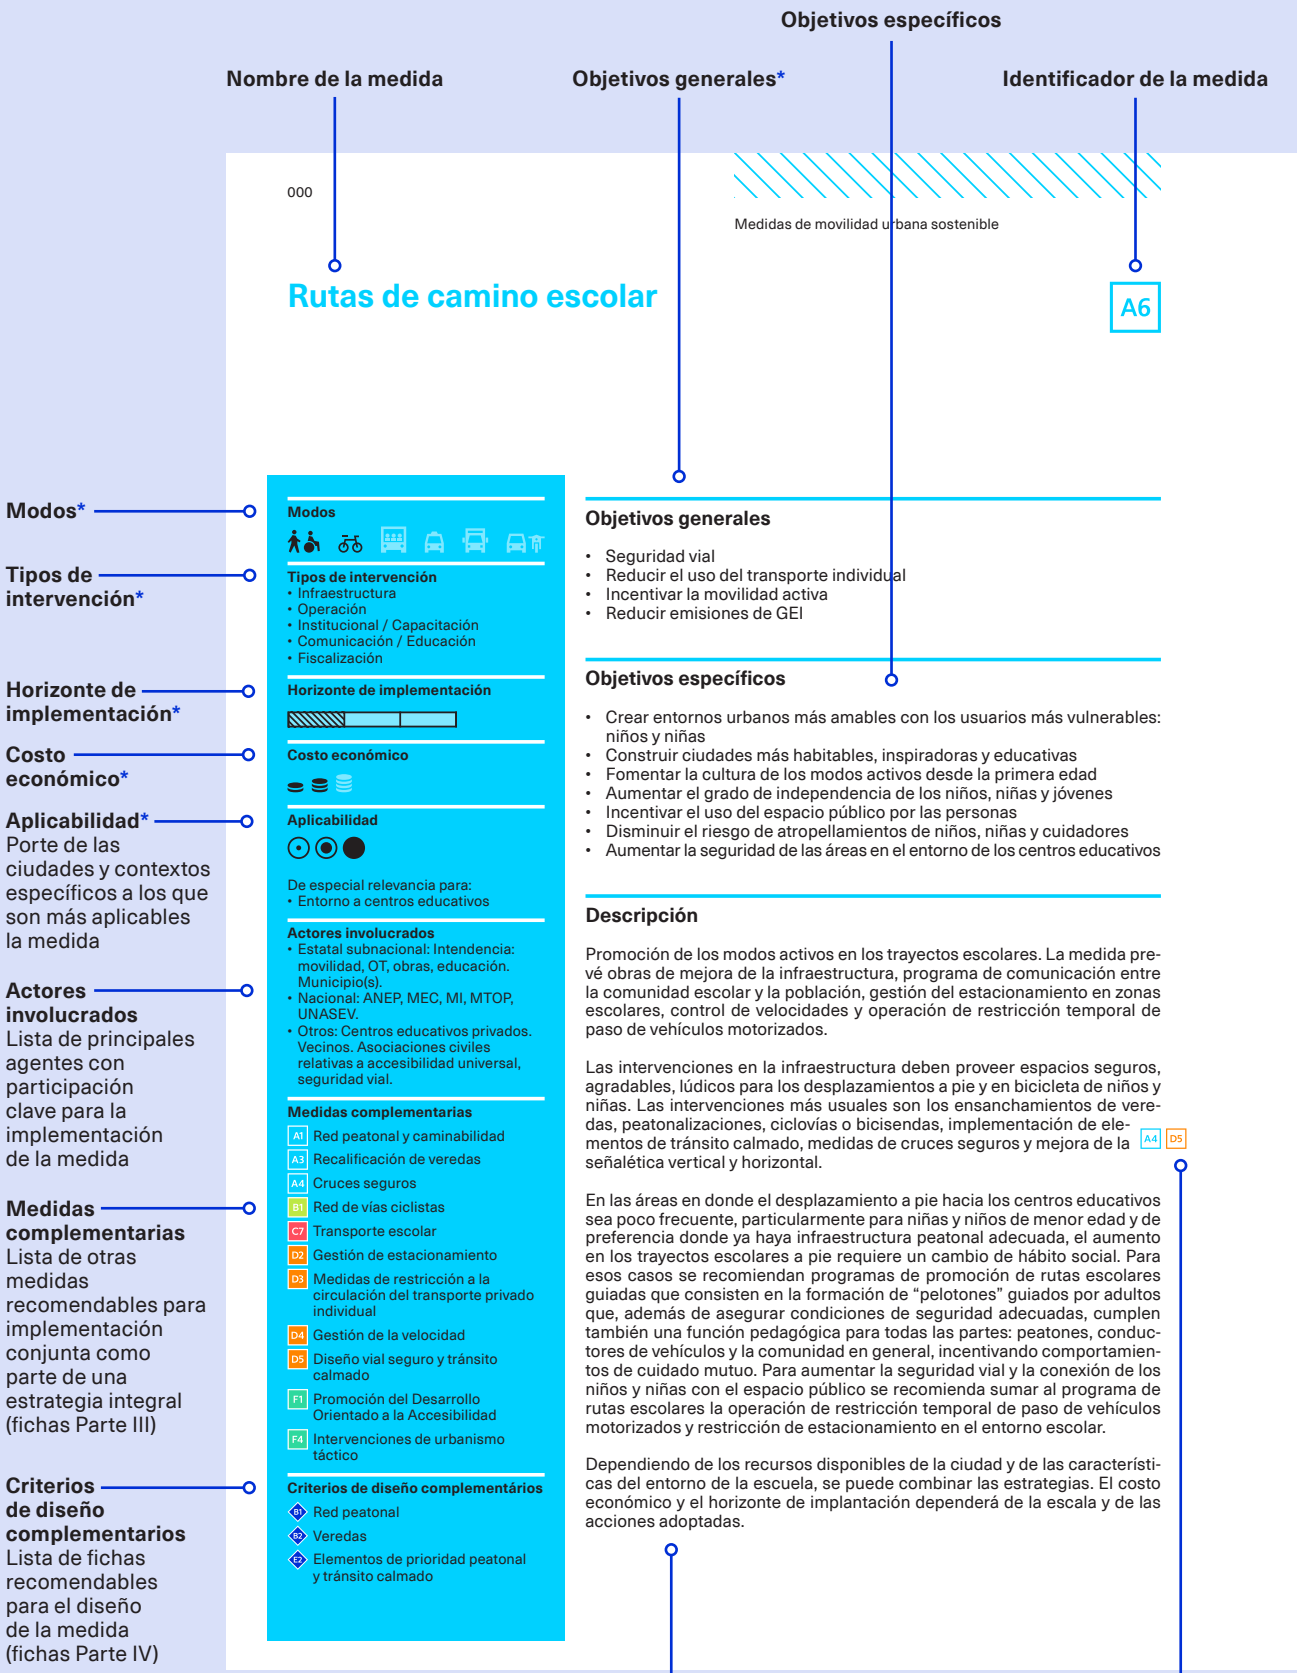 Objetivos específicos
Nombre de la medida
Objetivos generales*
Identificador de la medida
000
Medidas de movilidad urbana sostenible
Rutas de camino escolar
A6
Modos*
Tipos de
intervención*
Horizonte de
implementación*
Costo
económico*
Aplicabilidad*
Porte de las
ciudades y contextos
específicos a los que
son más aplicables
la medida
Actores
involucrados
Lista de principales
agentes con
participación
clave para la
implementación
de la medida
Medidas
complementarias
Lista de otras
medidas
recomendables para
implementación
conjunta como
parte de una
estrategia integral
(fichas Parte III)
Criterios
de diseño
complementarios
Lista de fichas
recomendables
para el diseño
de la medida
(fichas Parte IV)
Modos
Tipos de intervención
• Infraestructura
• Operación
• Institucional / Capacitación
• Comunicación / Educación
• Fiscalización
Horizonte de implementación
Costo económico
Aplicabilidad
De especial relevancia para:
• Entorno a centros educativos
Actores involucrados
• Estatal subnacional: Intendencia:
movilidad, OT, obras, educación.
Municipio(s).
• Nacional: ANEP, MEC, MI, MTOP,
UNASEV.
• Otros: Centros educativos privados.
Vecinos. Asociaciones civiles
relativas a accesibilidad universal,
seguridad vial.
Medidas complementarias
A1 Red peatonal y caminabilidad
A3 Recalificación de veredas
A4 Cruces seguros
B1 Red de vías ciclistas
C7 Transporte escolar
D2 Gestión de estacionamiento
D3 Medidas de restricción a la
circulación del transporte privado
individual
D4 Gestión de la velocidad
D5 Diseño vial seguro y tránsito
calmado
F1 Promoción del Desarrollo
Orientado a la Accesibilidad
F4 Intervenciones de urbanismo
táctico
Criterios de diseño complementários
B1 Red peatonal
B2 Veredas
E2 Elementos de prioridad peatonal
y tránsito calmado
Objetivos generales
• Seguridad vial
• Reducir el uso del transporte individual
• Incentivar la movilidad activa
• Reducir emisiones de GEI
Objetivos específicos
• Crear entornos urbanos más amables con los usuarios más vulnerables:
niños y niñas
• Construir ciudades más habitables, inspiradoras y educativas
• Fomentar la cultura de los modos activos desde la primera edad
• Aumentar el grado de independencia de los niños, niñas y jóvenes
• Incentivar el uso del espacio público por las personas
• Disminuir el riesgo de atropellamientos de niños, niñas y cuidadores
• Aumentar la seguridad de las áreas en el entorno de los centros educativos
Descripción
Promoción de los modos activos en los trayectos escolares. La medida pre-
vé obras de mejora de la infraestructura, programa de comunicación entre
la comunidad escolar y la población, gestión del estacionamiento en zonas
escolares, control de velocidades y operación de restricción temporal de
paso de vehículos motorizados.
Las intervenciones en la infraestructura deben proveer espacios seguros,
agradables, lúdicos para los desplazamientos a pie y en bicicleta de niños y
niñas. Las intervenciones más usuales son los ensanchamientos de vere-
das, peatonalizaciones, ciclovías o bicisendas, implementación de ele-
mentos de tránsito calmado, medidas de cruces seguros y mejora de la A4 D5
señalética vertical y horizontal.
En las áreas en donde el desplazamiento a pie hacia los centros educativos
sea poco frecuente, particularmente para niñas y niños de menor edad y de
preferencia donde ya haya infraestructura peatonal adecuada, el aumento
en los trayectos escolares a pie requiere un cambio de hábito social. Para
esos casos se recomiendan programas de promoción de rutas escolares
guiadas que consisten en la formación de “pelotones” guiados por adultos
que, además de asegurar condiciones de seguridad adecuadas, cumplen
también una función pedagógica para todas las partes: peatones, conduc-
tores de vehículos y la comunidad en general, incentivando comportamien-
tos de cuidado mutuo. Para aumentar la seguridad vial y la conexión de los
niños y niñas con el espacio público se recomienda sumar al programa de
rutas escolares la operación de restricción temporal de paso de vehículos
motorizados y restricción de estacionamiento en el entorno escolar.
Dependiendo de los recursos disponibles de la ciudad y de las característi-
cas del entorno de la escuela, se puede combinar las estrategias. El costo
económico y el horizonte de implantación dependerá de la escala y de las
acciones adoptadas.